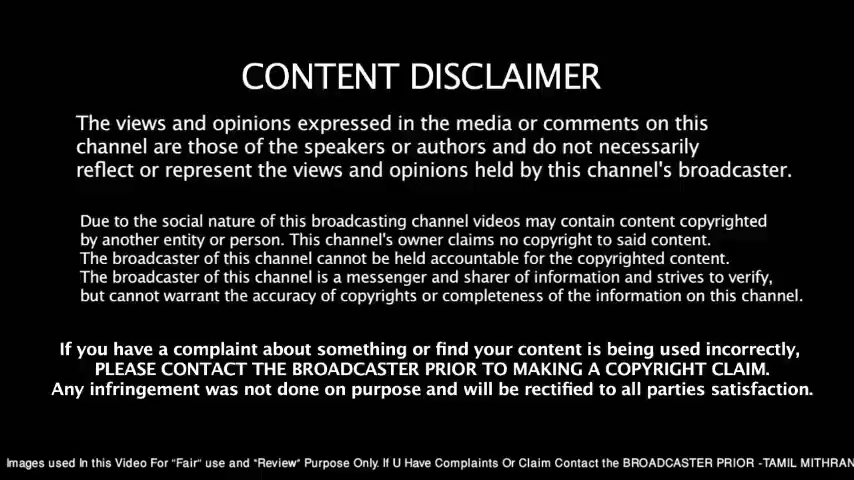 CONTENT DISCLAIMER
The views and opinions expressed in the media or comments on this
channel are those of the speakers or authors and do not necessarily
reflect or represent the views and opinions held by this channel's broadcaster.
Due to the social nature of this broadcasting channel videos may contain content copyrighted
by another entity or person. This channel's owner claims no copyright to said content.
The broadcaster of this channel cannot be held accountable for the copyrighted content.
The broadcaster of this channel is a messenger and sharer of information and strives to verify,
but cannot warrant the accuracy of copyrights or completeness of the information on this channel.
If you have a complaint about something or find your content is being used incorrectly,
PLEASE CONTACT THE BROADCASTER PRIOR TO MAKING A COPYRIGHT CLAIM.
Any infringement was not done on purpose and will be rectified to all parties satisfaction.
Images used In this Video For "Fair" use and "Review" Purpose Only. If U Have Complaints Or Claim Contact the BROADCASTER PRIOR -TAMIL MITHRAN